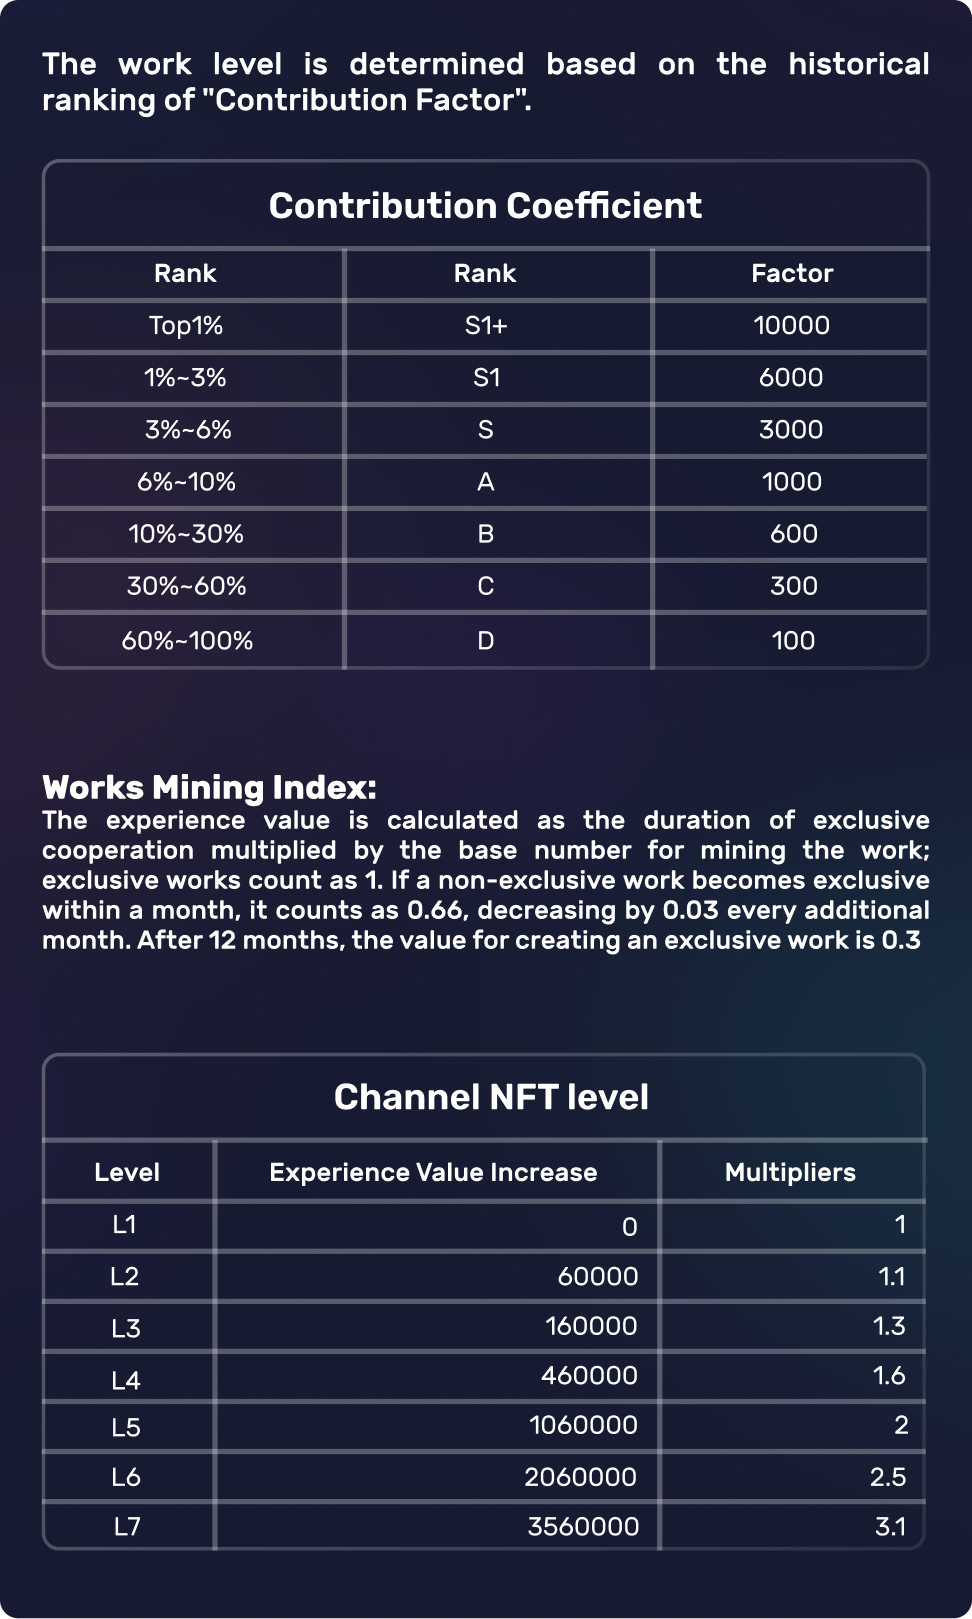 The work level is determined based on the historical
ranking of "Contribution Factor".
Contribution Coefficient
Rank Rank Factor
Top1% S1+ 10000
1%~3% S1 6000
3%~6% S 3000
6%~10% A 1000
10%~30% B 600
30%~60% C 300
60%~100% D 100
Works Mining Index:
The experience value is calculated as the duration of exclusive
cooperation multiplied by the base number for mining the work;
exclusive works count as 1. If a non-exclusive work becomes exclusive
within a month, it counts as 0.66, decreasing by 0.03 every additional
month. After 12 months, the value for creating an exclusive work is 0.3
Channel NFT level
Level Experience Value Increase Multipliers
L1 0 1
L2 60000 1.1
L3 160000 1.3
L4 460000 1.6
L5 1060000 2
L6 2060000 2.5
L7 3560000 3.1